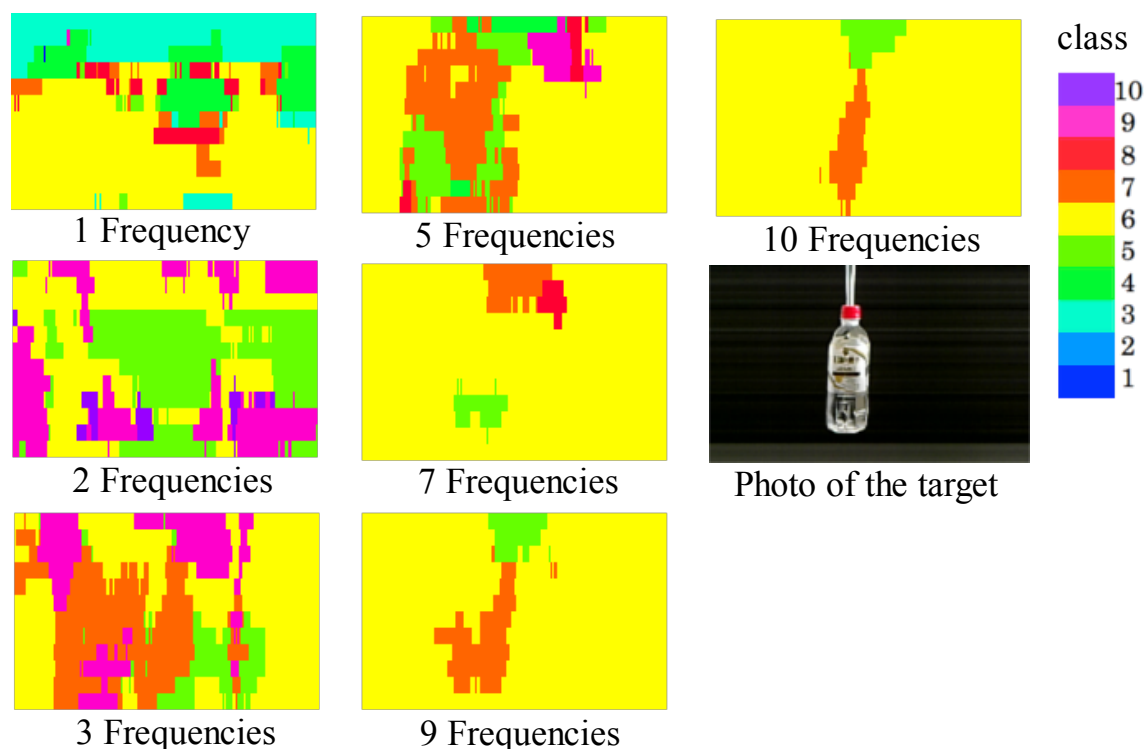 1 Frequency
5 Frequencies
10 Frequencies
class
10
9
8
7
6
5
4
3
2
1
2 Frequencies
7 Frequencies
Photo of the target
3 Frequencies
9 Frequencies